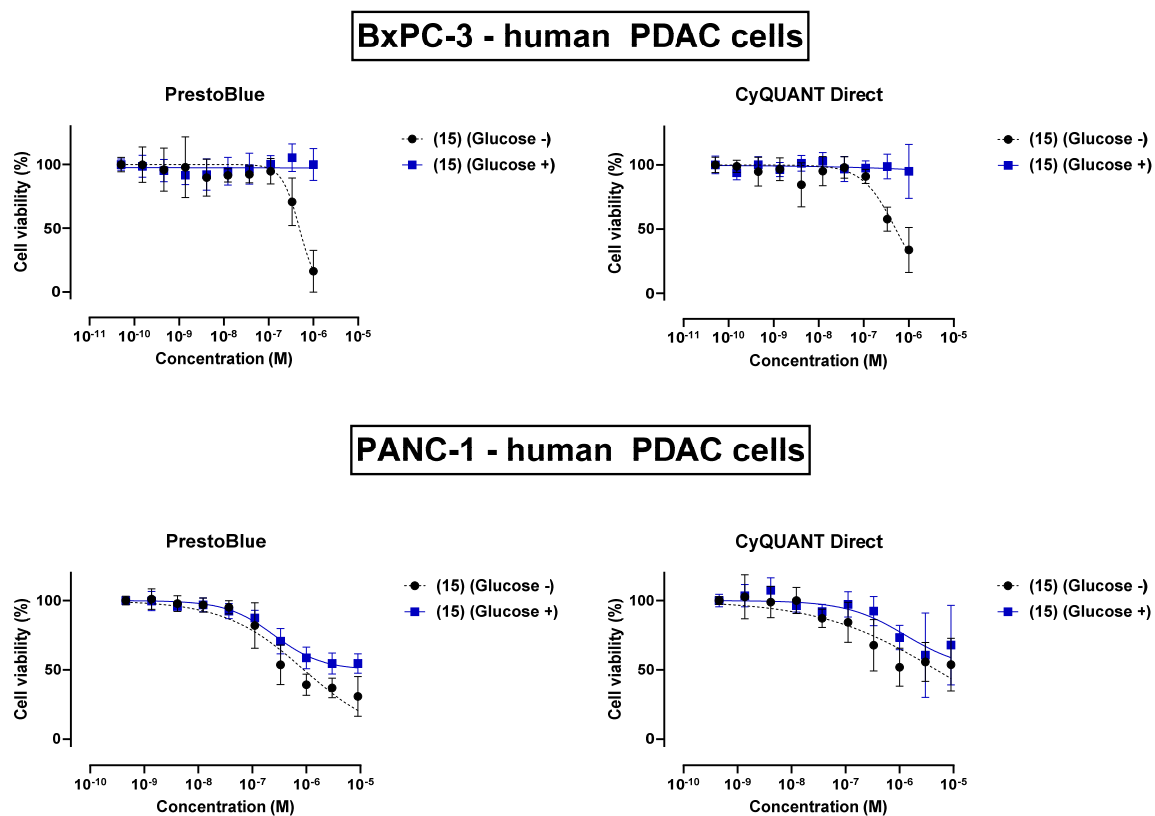 BxPC-3 - human PDAC cells
PrestoBlue
Cell viability (%)
100
50
0
10-11 10-10 10-9 10-8 10-7 10-6 10-5
Concentration (M)
(15) (Glucose -)
(15) (Glucose +)
CyQUANT Direct
Cell viability (%)
100
50
0
10-11 10-10 10-9 10-8 10-7 10-6 10-5
Concentration (M)
(15) (Glucose -)
(15) (Glucose +)
PANC-1 - human PDAC cells
PrestoBlue
Cell viability (%)
100
50
0
10-10 10-9 10-8 10-7 10-6 10-5
Concentration (M)
(15) (Glucose -)
(15) (Glucose +)
CyQUANT Direct
Cell viability (%)
100
50
0
10-10 10-9 10-8 10-7 10-6 10-5
Concentration (M)
(15) (Glucose -)
(15) (Glucose +)